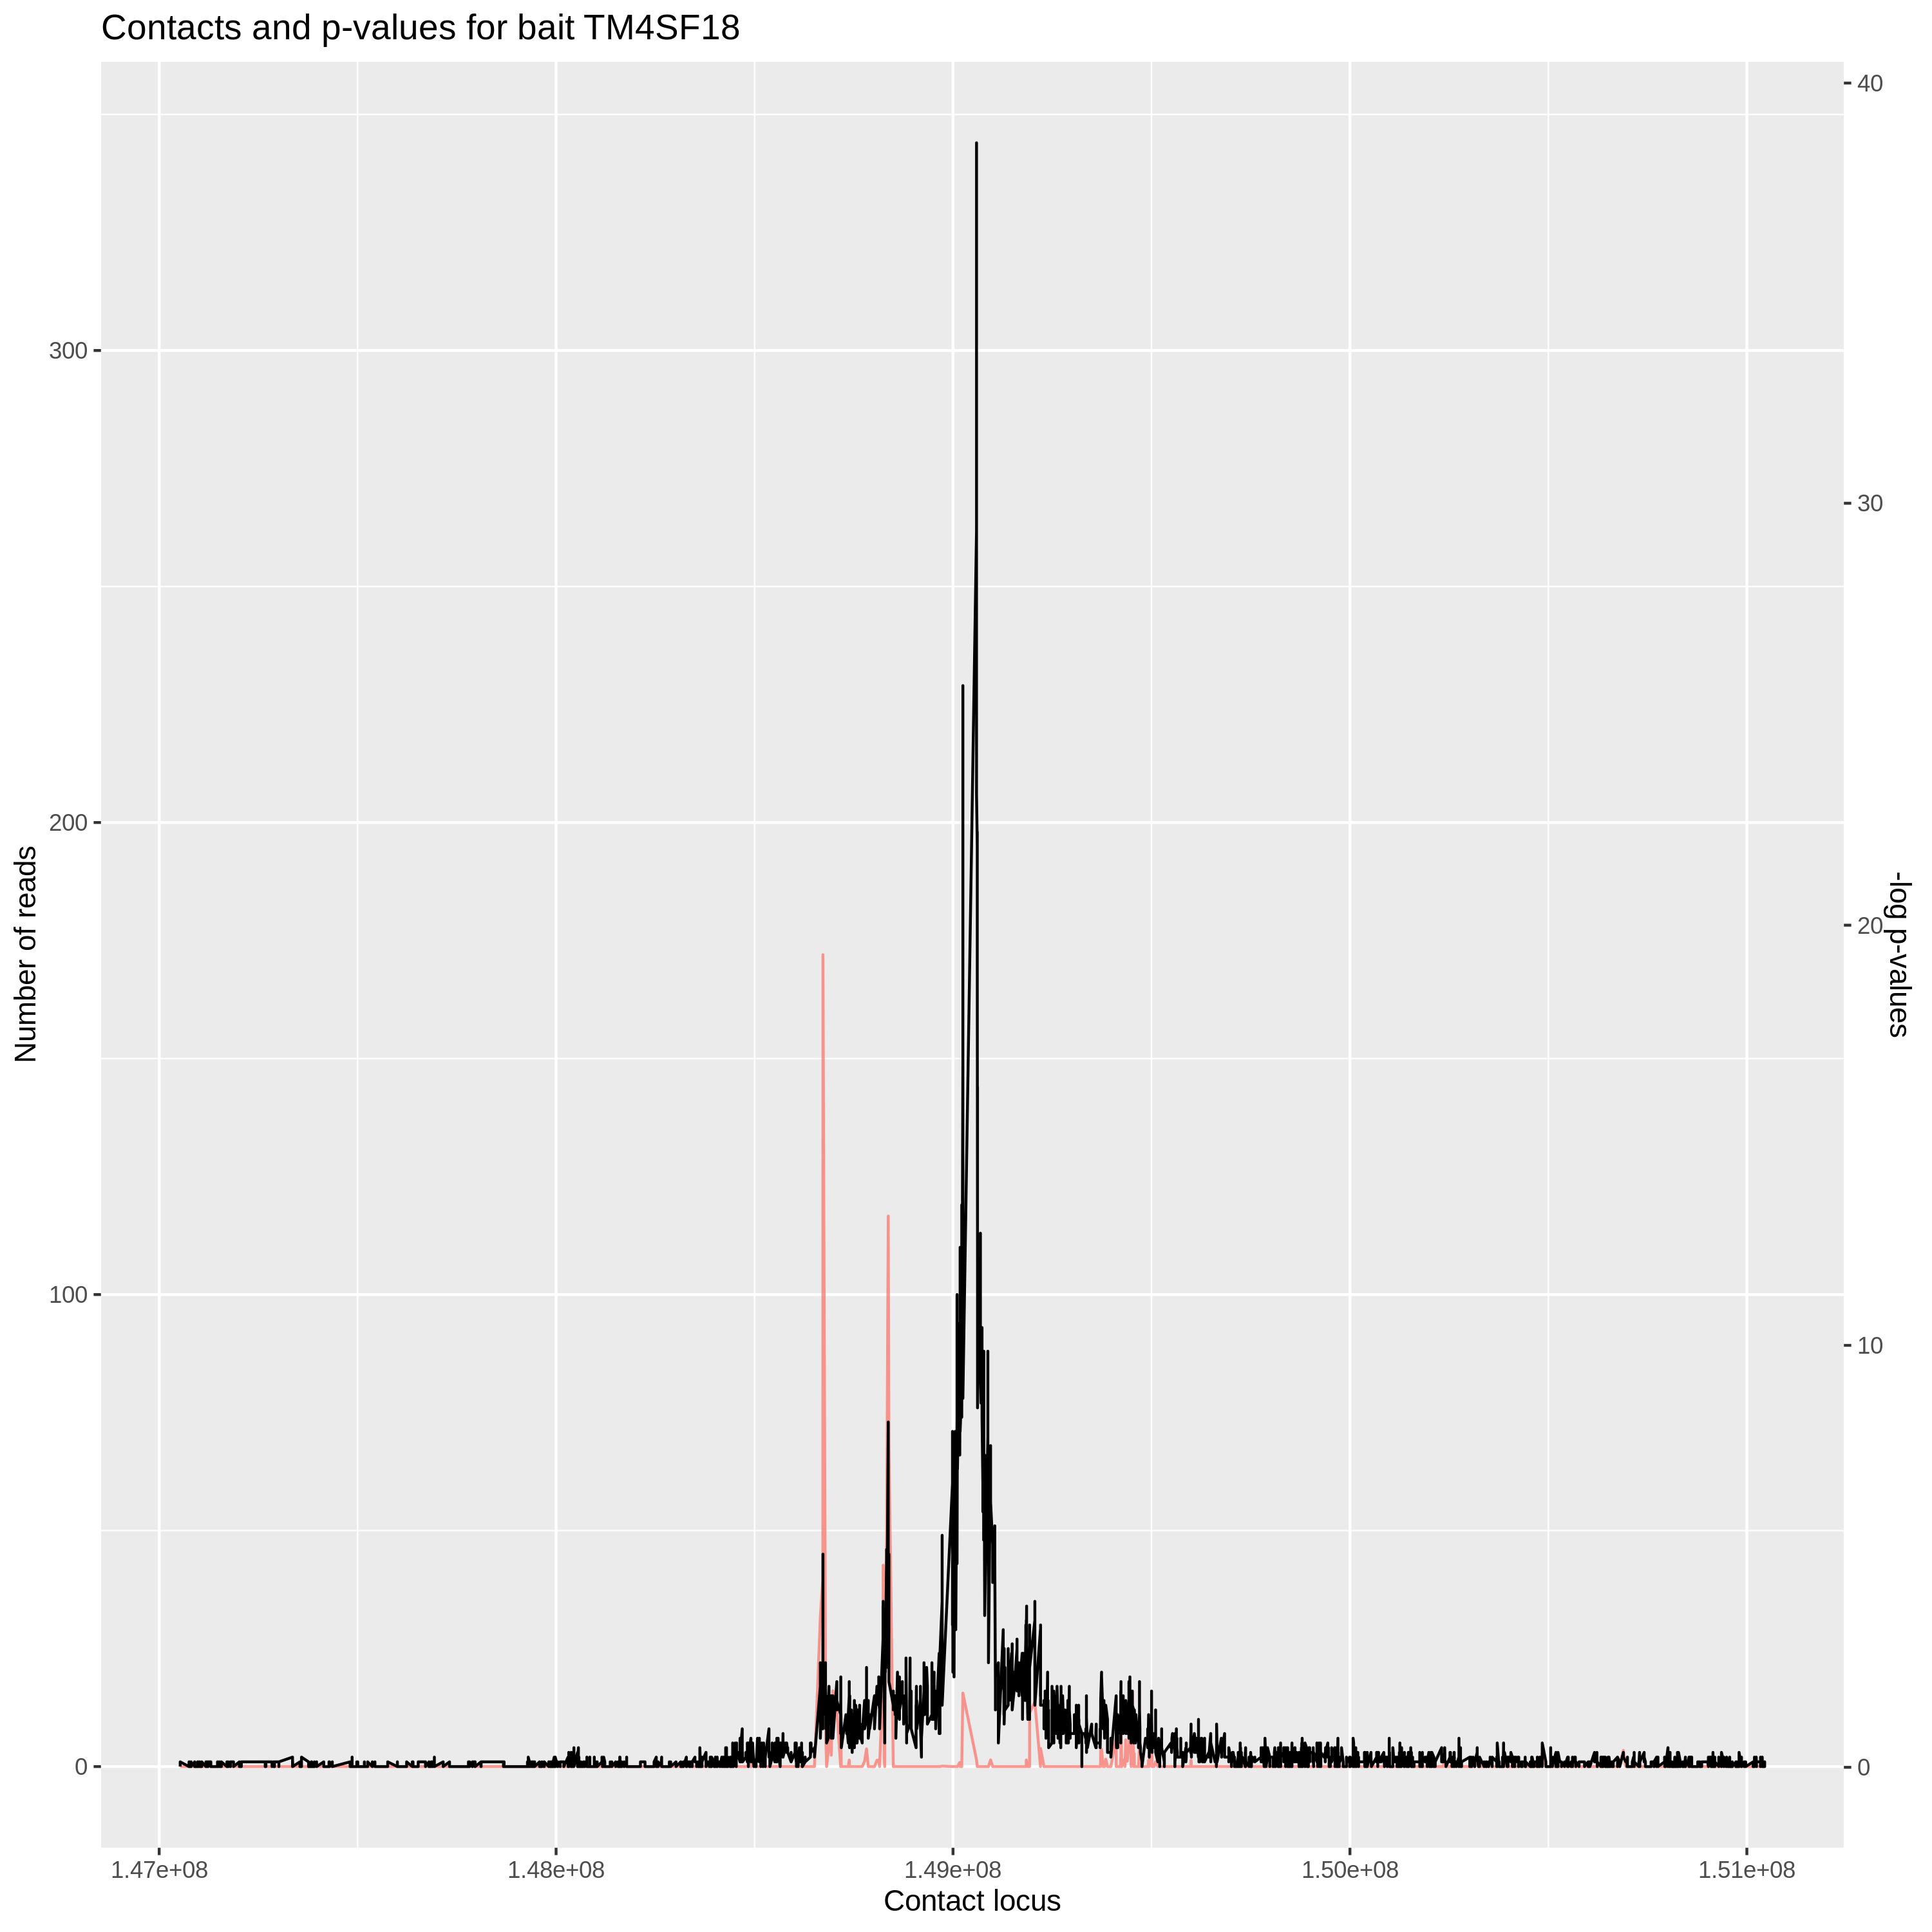 Contacts and p-values for bait TM4SF18
40
300
30
200
20
100
10
0
0
Number of reads
-log p-values
1.47e+08
1.48e+08
1.49e+08
1.50e+08
1.51e+08
Contact locus